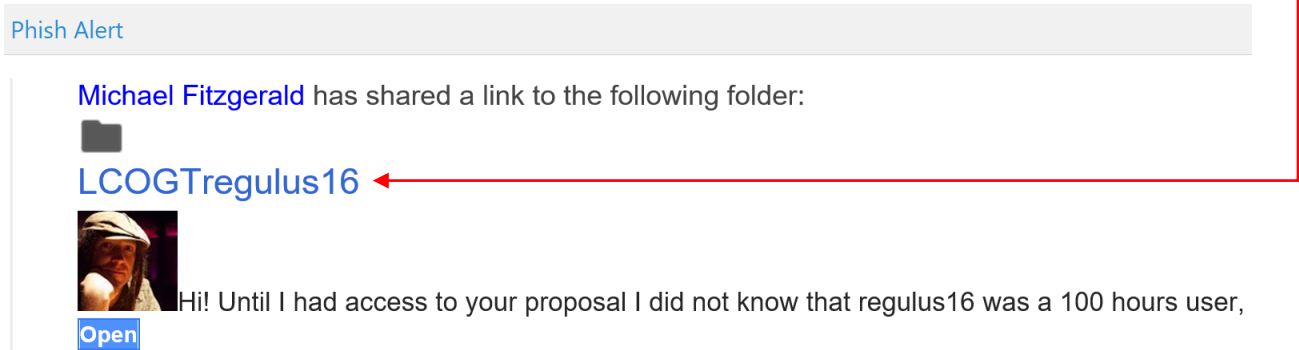 Phish Alert
Michael Fitzgerald has shared a link to the following folder:
LCOGTregulus16
Hi! Until I had access to your proposal I did not know that regulus16 was a 100 hours user,
Open